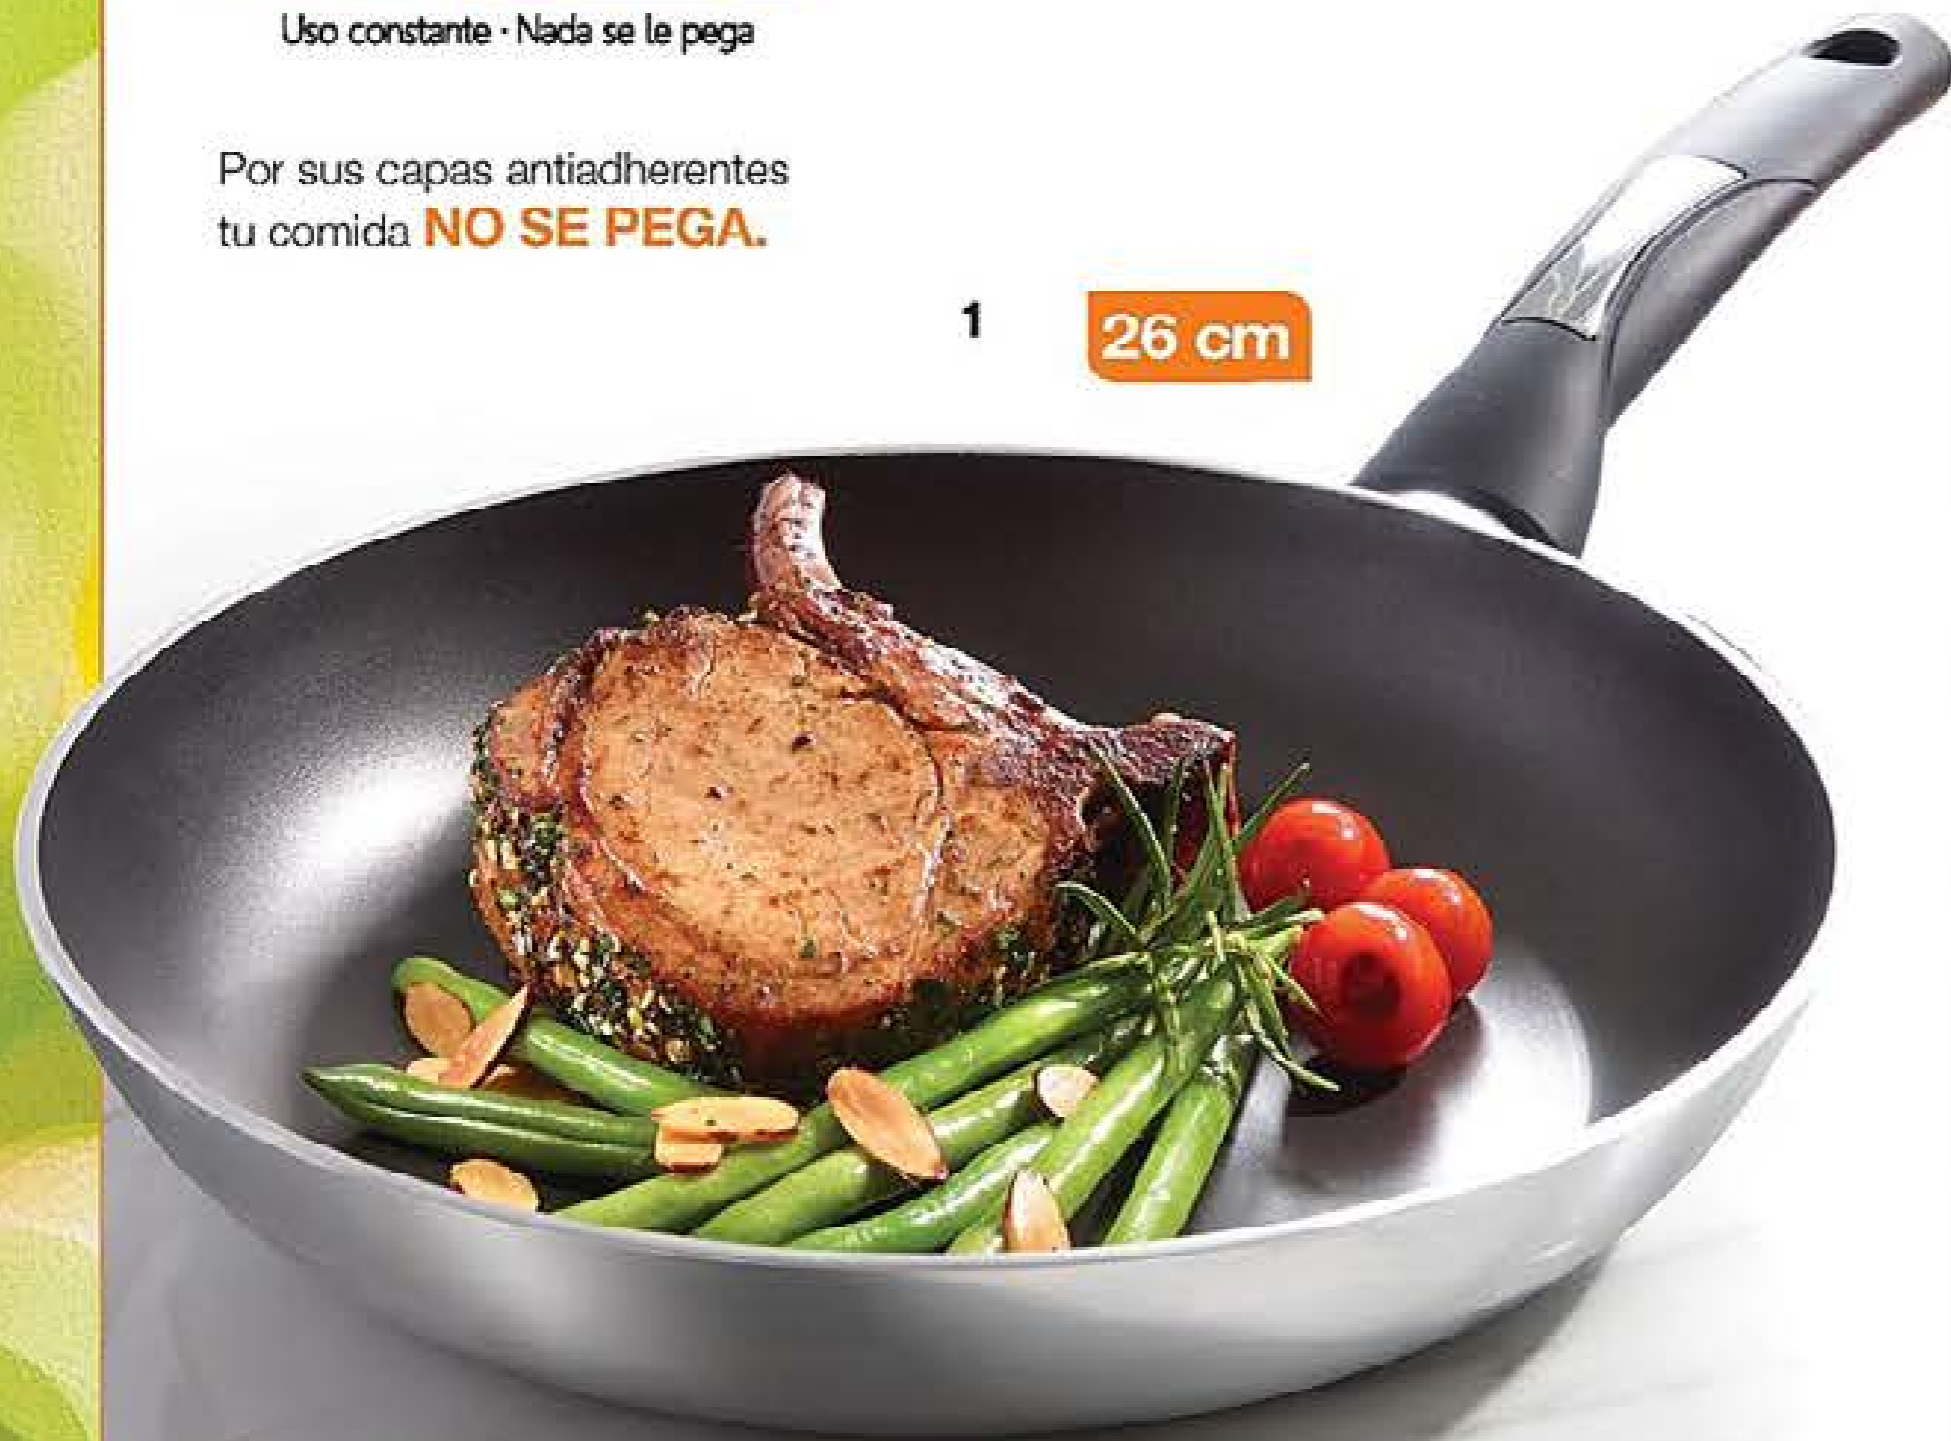 Uso constante · Nada se le pega
Por sus capas antiadherentes
tu comida NO SE PEGA.
1
26 cm